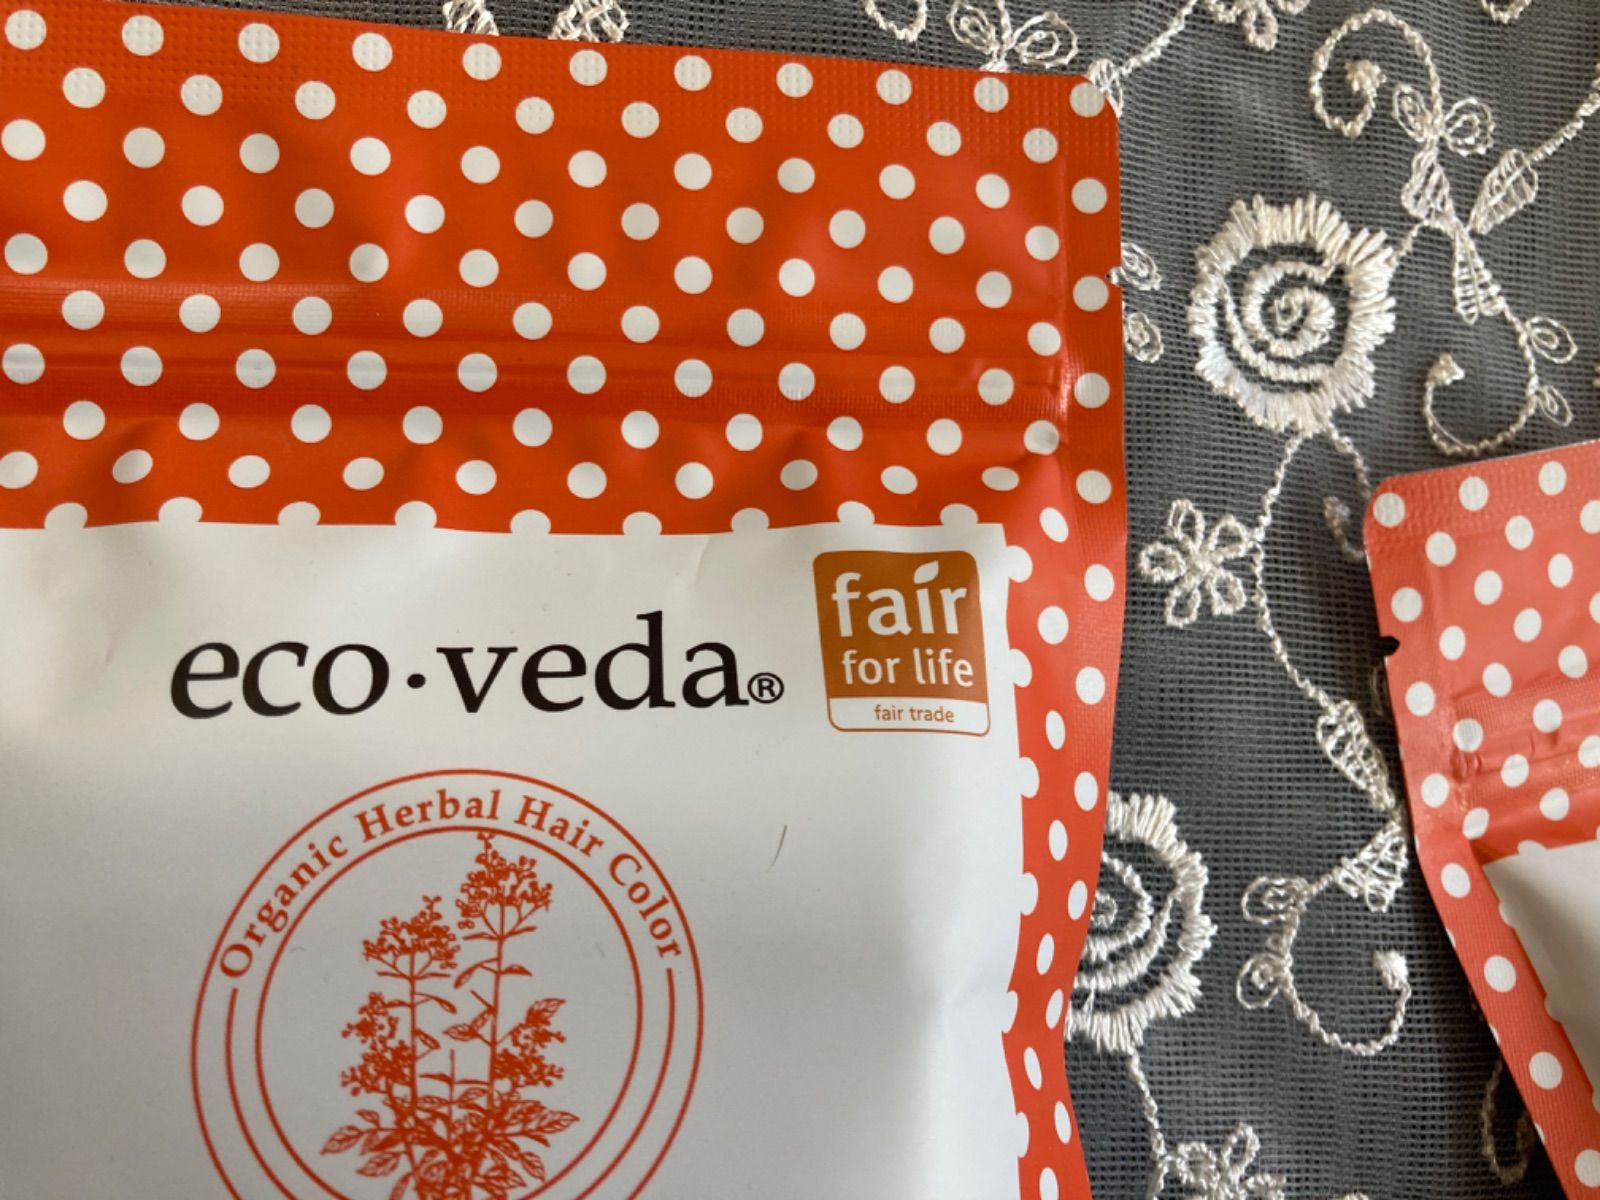 eco・veda®
fair
for life
fair trade
Organic Herbal Hair Color